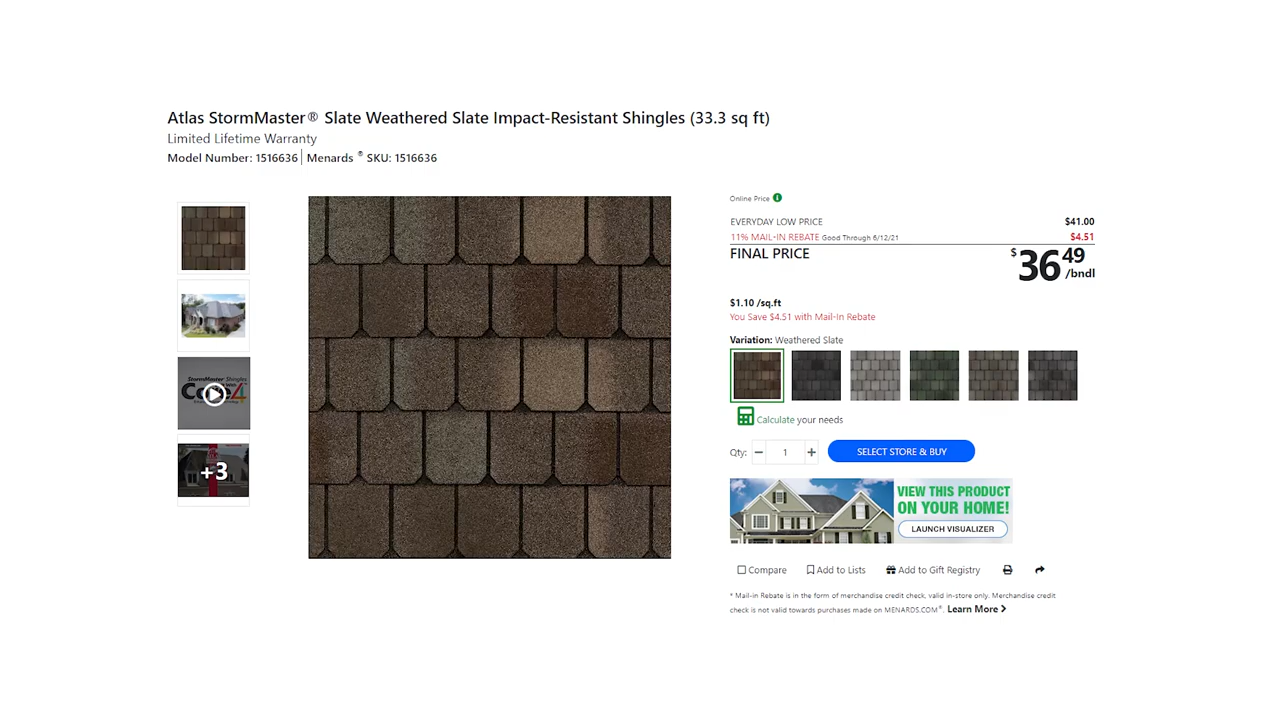 Atlas StormMaster® Slate Weathered Slate Impact-Resistant Shingles (33.3 sq ft)
Limited Lifetime Warranty
Model Number: 1516636 | Menards ® SKU: 1516636
Online Price
EVERYDAY LOW PRICE $41.00
11% MAIL-IN REBATE Good Through 6/12/21 $4.51
FINAL PRICE $36 49 /bndl
$1.10 /sq.ft
You Save $4.51 with Mail-In Rebate
Variation: Weathered Slate
StormMaster Shingles
Core4
+3
Calculate your needs
Qty: − 1 + SELECT STORE & BUY
VIEW THIS PRODUCT
ON YOUR HOME!
LAUNCH VISUALIZER
Compare Add to Lists Add to Gift Registry
* Mail-in Rebate is in the form of merchandise credit check, valid in-store only. Merchandise credit
check is not valid towards purchases made on MENARDS.COM®. Learn More